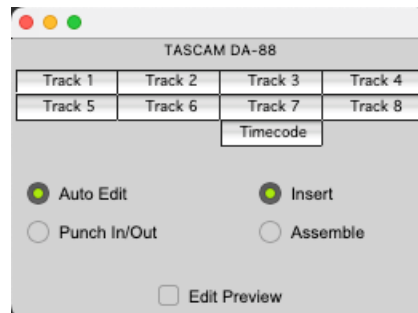 TASCAM DA-88
Track 1 Track 2 Track 3 Track 4
Track 5 Track 6 Track 7 Track 8
Timecode
Auto Edit Insert
Punch In/Out Assemble
Edit Preview